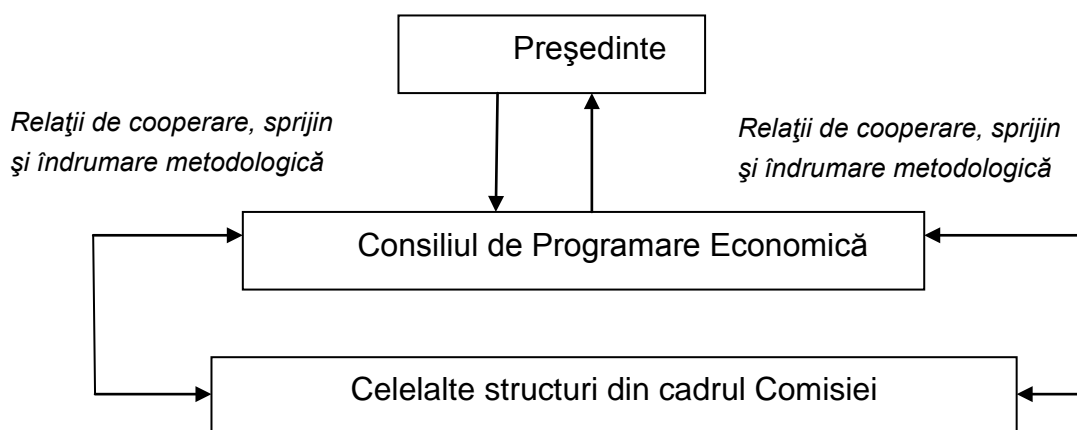 Preşedinte
Relaţii de cooperare, sprijin
şi îndrumare metodologică
Relaţii de cooperare, sprijin
şi îndrumare metodologică
Consiliul de Programare Economică
Celelalte structuri din cadrul Comisiei